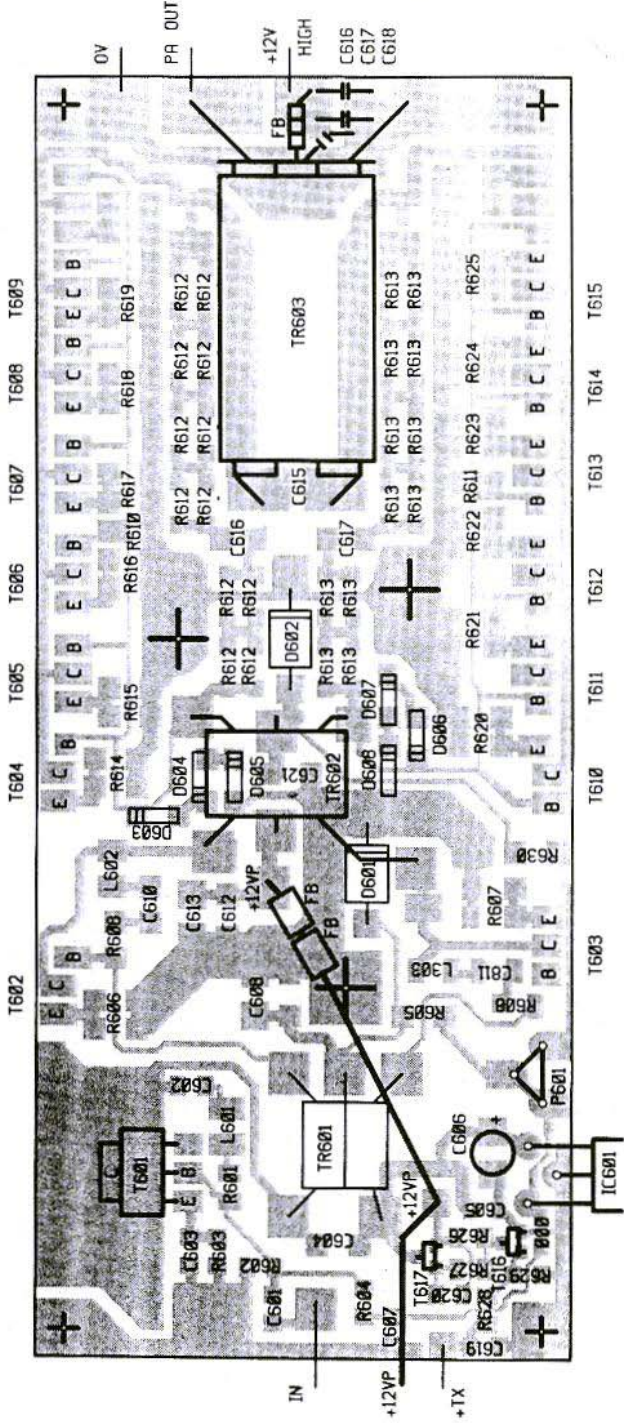 T602 T604 T605 T606 T607 T608 T609
E C B E C B E C B E C B E C B E C B E C B
T601
C
E B
R606 R608 L602 R614 R615 R616 R610 R617 R618 R619
C610 D603
0V
C602
C603 R603 L601 R601
C613 C612
D604 D605
R612 R612 R612 R612
R612 R612 R612 R612
PA OUT
R602 C601
C608 +12VP
R612 R612
R612 R612
C616
C621
D602
C615
TR603
FB
+12V
HIGH
IN
C604
TR601
FB FB
TR602
R613 R613
R613 R613
C617
C616
C617
C618
R604
C607
D601
D608 D607 D606
R613 R613 R613 R613
R613 R613 R613 R613
+12VP
+12VP
+TX
T617
R605 L303
C606
+
C605
C620 R627 R626
R628
C619
R629 T616 000
R608 C811 R607 R630
R620 R621 R622 R611 R623 R624 R625
P601
IC601
B C E B C E B C E B C E B C E B C E B C E
T603 T610 T611 T612 T613 T614 T615